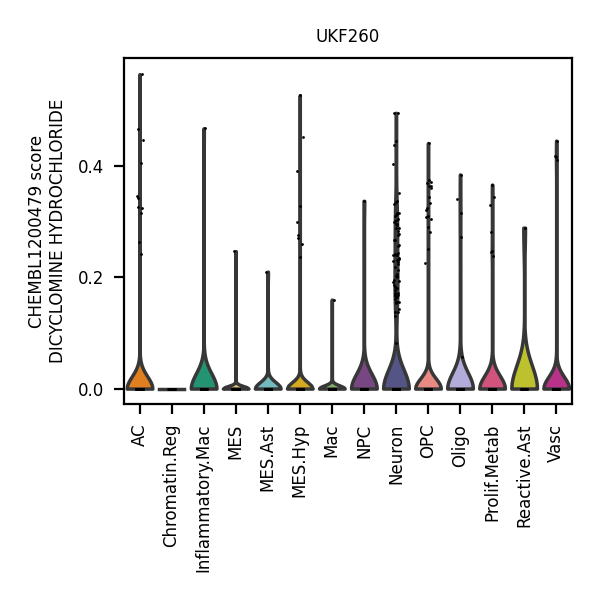 UKF260
CHEMBL1200479 score
DICYCLOMINE HYDROCHLORIDE
0.4
0.2
0.0
AC
Chromatin.Reg
Inflammatory.Mac
MES
MES.Ast
MES.Hyp
Mac
NPC
Neuron
OPC
Oligo
Prolif.Metab
Reactive.Ast
Vasc